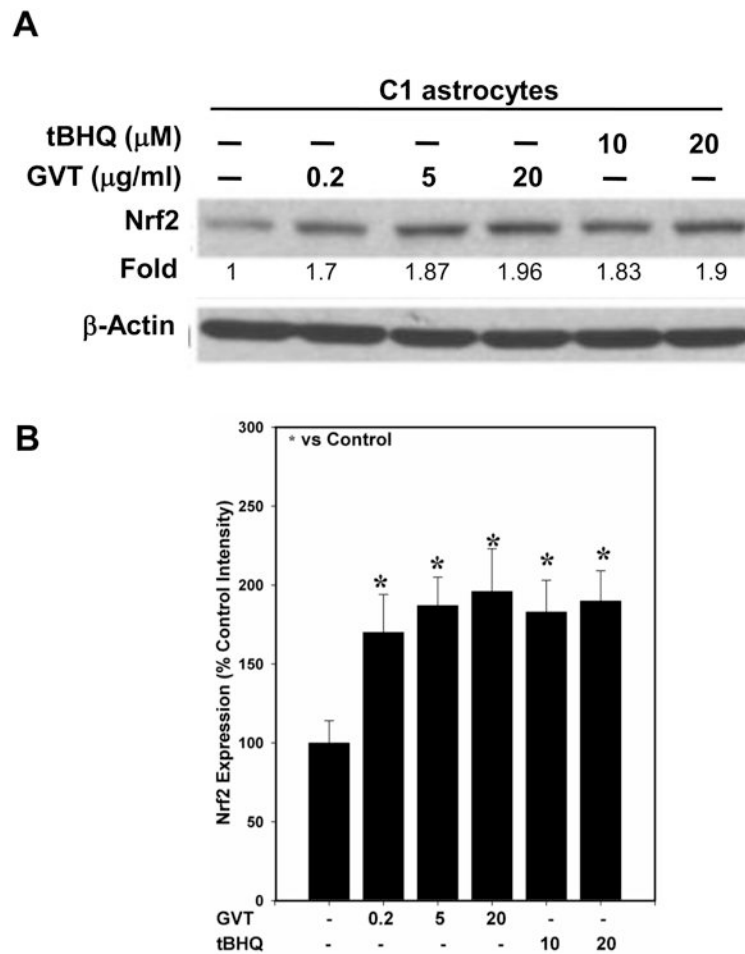 A
C1 astrocytes
tBHQ (μM) – – – – 10 20
GVT (μg/ml) – 0.2 5 20 – –
Nrf2
Fold 1 1.7 1.87 1.96 1.83 1.9
β-Actin
B
* vs Control
Nrf2 Expression (% Control Intensity)
300
250
200
150
100
50
0
* * * * *
GVT - 0.2 5 20 - -
tBHQ - - - - 10 20